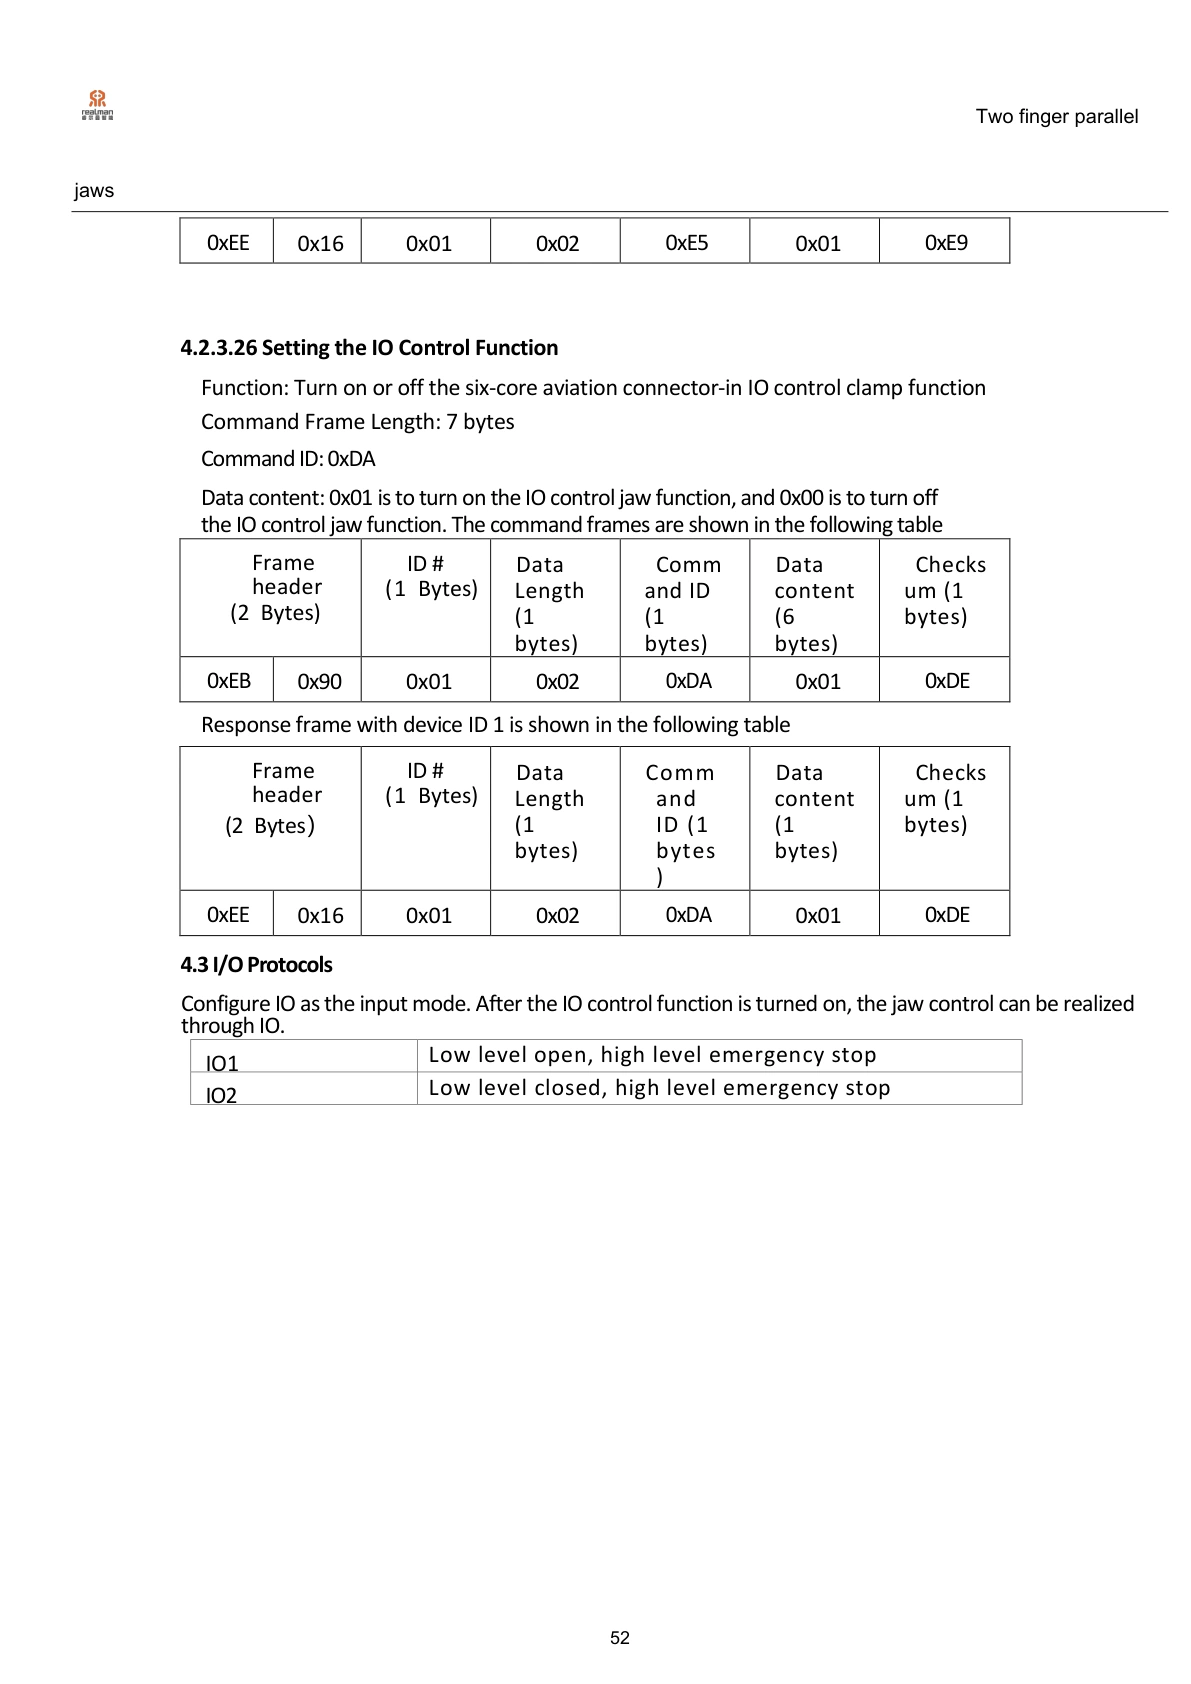 realman
Two finger parallel
jaws
0xEE 0x16 0x01 0x02 0xE5 0x01 0xE9
4.2.3.26 Setting the IO Control Function
Function: Turn on or off the six-core aviation connector-in IO control clamp function
Command Frame Length: 7 bytes
Command ID: 0xDA
Data content: 0x01 is to turn on the IO control jaw function, and 0x00 is to turn off
the IO control jaw function. The command frames are shown in the following table
Frame
header
(2 Bytes)
ID #
(1 Bytes)
Data
Length
(1
bytes)
Comm
and ID
(1
bytes)
Data
content
(6
bytes)
Checks
um (1
bytes)
0xEB 0x90 0x01 0x02 0xDA 0x01 0xDE
Response frame with device ID 1 is shown in the following table
Frame
header
(2 Bytes)
ID #
(1 Bytes)
Data
Length
(1
bytes)
Comm
and
ID (1
bytes
)
Data
content
(1
bytes)
Checks
um (1
bytes)
0xEE 0x16 0x01 0x02 0xDA 0x01 0xDE
4.3 I/O Protocols
Configure IO as the input mode. After the IO control function is turned on, the jaw control can be realized
through IO.
IO1 Low level open, high level emergency stop
IO2 Low level closed, high level emergency stop
52